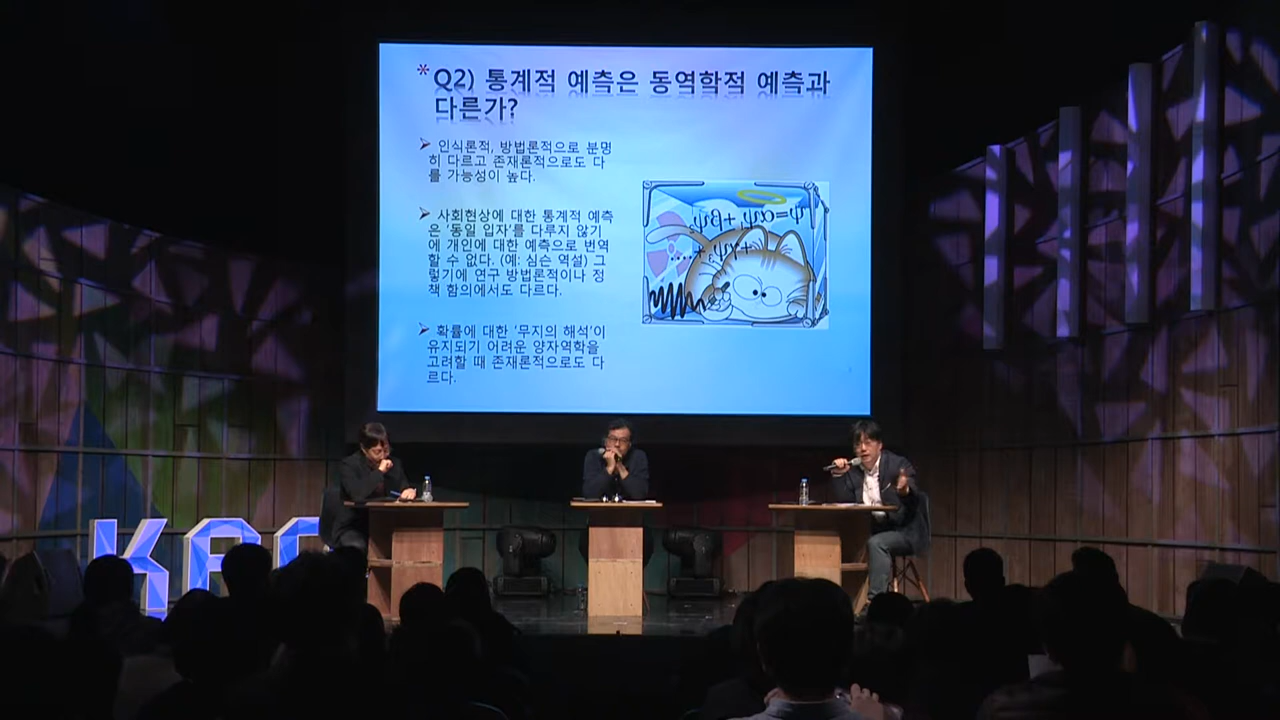 * Q2) 통계적 예측은 동역학적 예측과
다른가?
➢ 인식론적, 방법론적으로 분명
히 다르고 존재론적으로도 다
를 가능성이 높다.
➢ 사회현상에 대한 통계적 예측
은 '동일 입자'를 다루지 않기
에 개인에 대한 예측으로 번역
할 수 없다. (예: 심슨 역설) 그
렇기에 연구 방법론적이나 정
책 함의에서도 다르다.
➢ 확률에 대한 '무지의 해석'이
유지되기 어려운 양자역학을
고려할 때 존재론적으로도 다
르다.